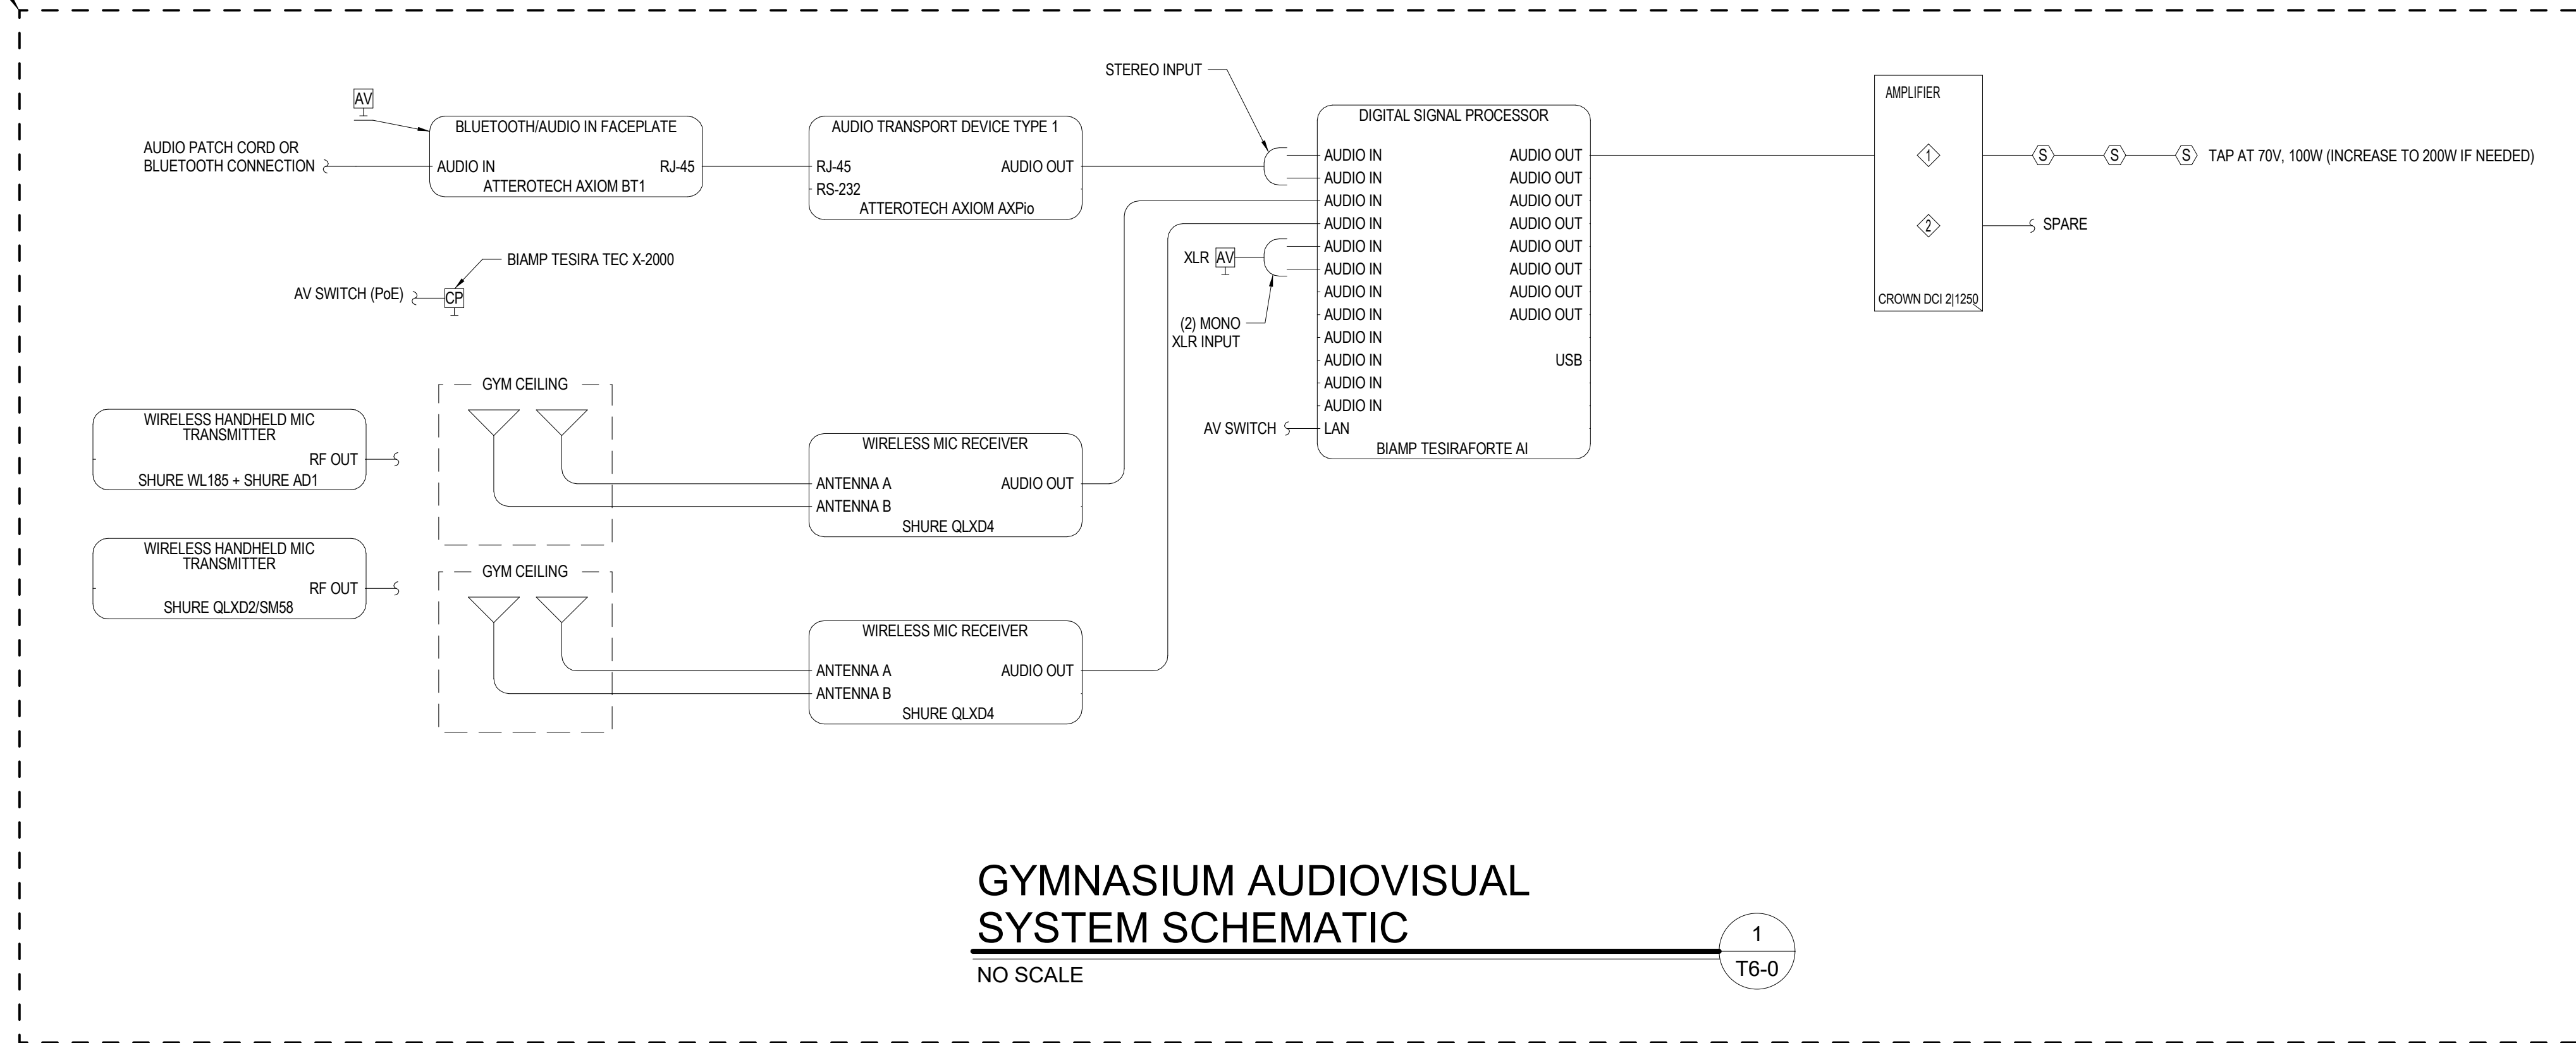 STEREO INPUT
AV
AUDIO PATCH CORD OR
BLUETOOTH CONNECTION
BLUETOOTH/AUDIO IN FACEPLATE
AUDIO IN
RJ-45
ATTEROTECH AXIOM BT1
AUDIO TRANSPORT DEVICE TYPE 1
RJ-45
AUDIO OUT
RS-232
ATTEROTECH AXIOM AXPio
BIAMP TESIRA TEC X-2000
AV SWITCH (PoE)
CP
XLR
AV
(2) MONO
XLR INPUT
AV SWITCH
DIGITAL SIGNAL PROCESSOR
AUDIO IN
AUDIO OUT
AUDIO IN
AUDIO OUT
AUDIO IN
AUDIO OUT
AUDIO IN
AUDIO OUT
AUDIO IN
AUDIO OUT
AUDIO IN
AUDIO OUT
AUDIO IN
AUDIO OUT
AUDIO IN
AUDIO OUT
AUDIO IN
AUDIO IN
USB
AUDIO IN
AUDIO IN
LAN
BIAMP TESIRAFORTE AI
AMPLIFIER
1
2
CROWN DCI 2|1250
S
S
S
TAP AT 70V, 100W (INCREASE TO 200W IF NEEDED)
SPARE
WIRELESS HANDHELD MIC
TRANSMITTER
RF OUT
SHURE WL185 + SHURE AD1
GYM CEILING
WIRELESS MIC RECEIVER
ANTENNA A
AUDIO OUT
ANTENNA B
SHURE QLXD4
WIRELESS HANDHELD MIC
TRANSMITTER
RF OUT
SHURE QLXD2/SM58
GYM CEILING
WIRELESS MIC RECEIVER
ANTENNA A
AUDIO OUT
ANTENNA B
SHURE QLXD4
GYMNASIUM AUDIOVISUAL
SYSTEM SCHEMATIC
NO SCALE
1
T6-0